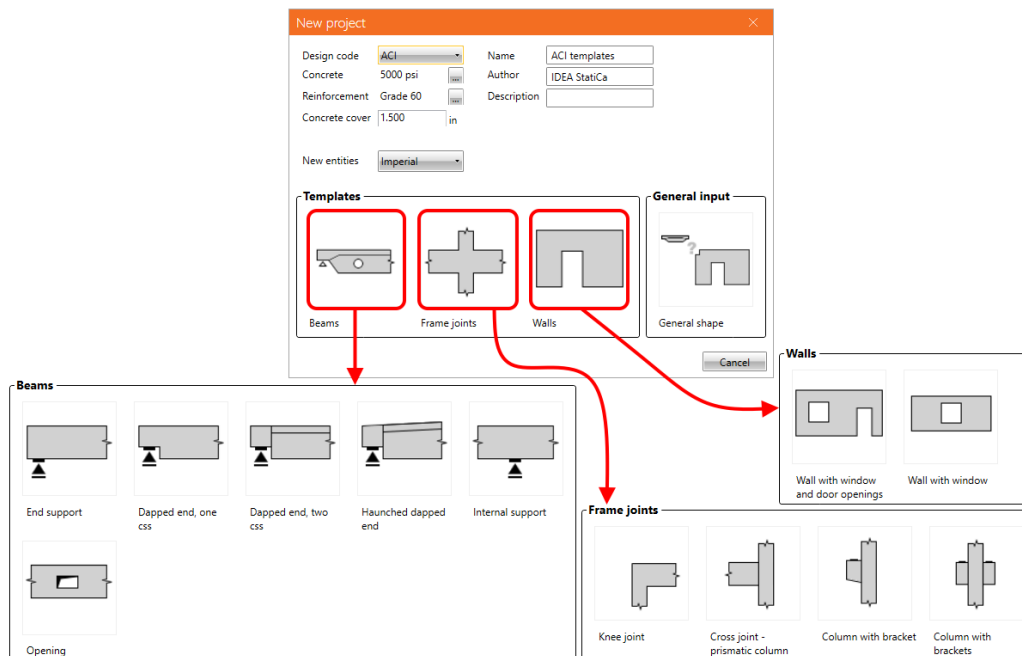 New project
Design code ACI Name ACI templates
Concrete 5000 psi ... Author IDEA StatiCa
Reinforcement Grade 60 ... Description
Concrete cover 1.500 in
New entities Imperial
Templates General input
?
Beams Frame joints Walls General shape
Cancel
Walls
Wall with window
and door openings
Wall with window
Beams
End support
Dapped end, one
css
Dapped end, two
css
Haunched dapped
end
Internal support
Opening
Frame joints
Knee joint
Cross joint -
prismatic column
Column with bracket
Column with
brackets